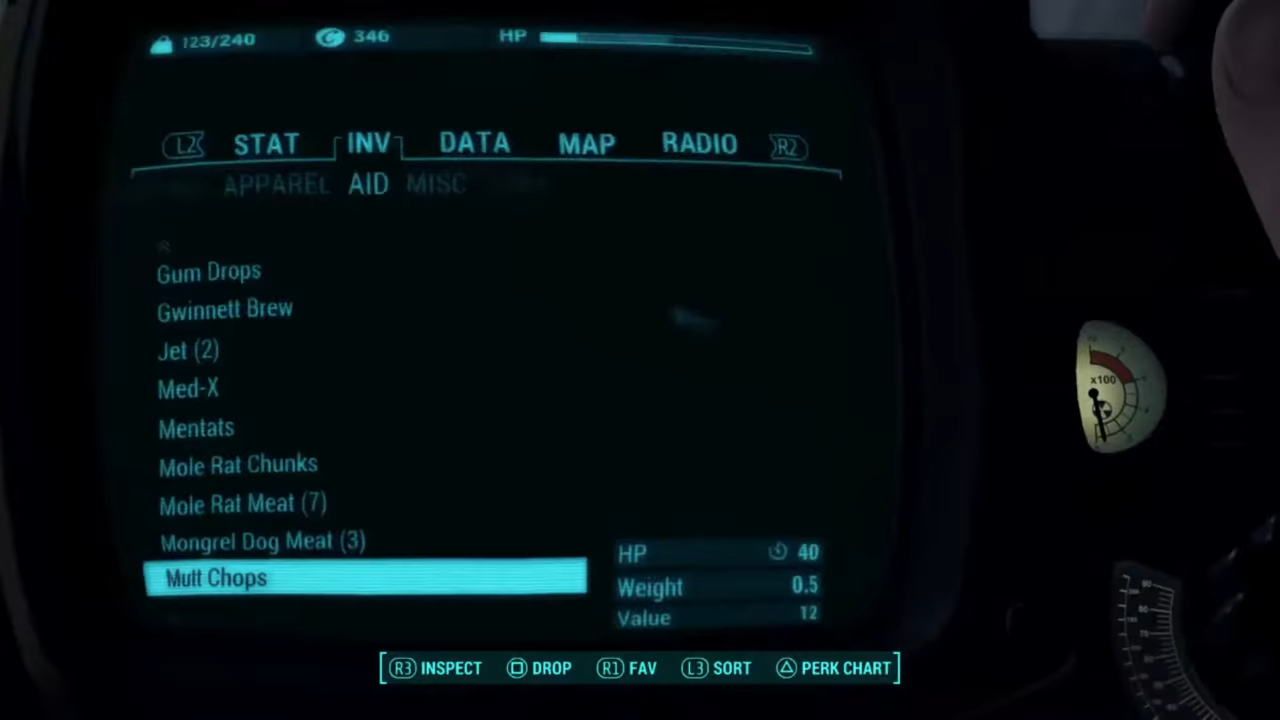 123/240 346 HP
L2 STAT INV DATA MAP RADIO R2
APPAREL AID MISC
Gum Drops
Gwinnett Brew
Jet (2)
Med-X
Mentats
Mole Rat Chunks
Mole Rat Meat (7)
Mongrel Dog Meat (3)
Mutt Chops
HP 40
Weight 0.5
Value 12
x100
R3 INSPECT DROP R1 FAV L3 SORT PERK CHART